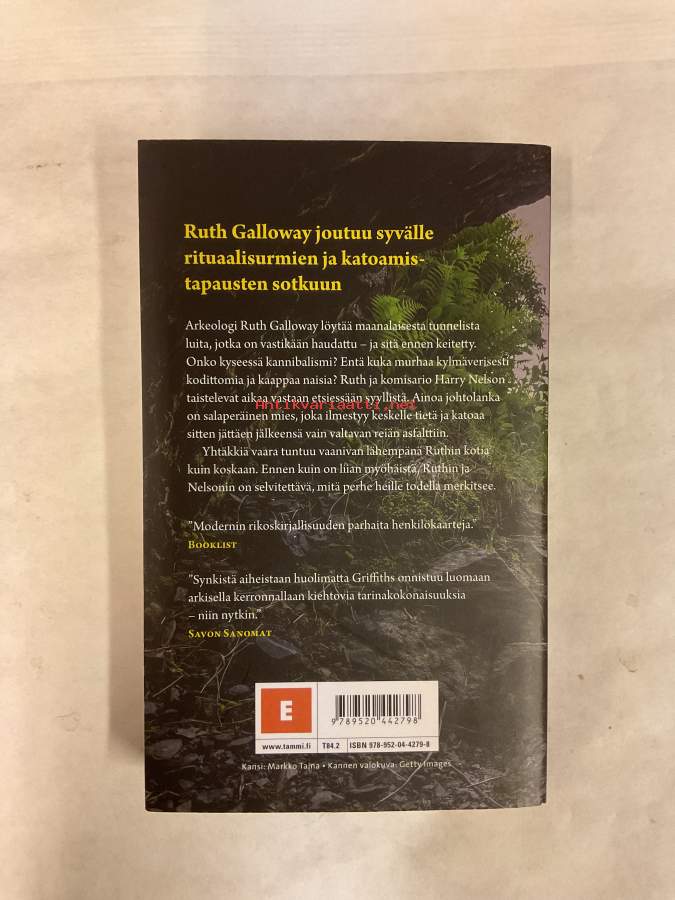 Ruth Galloway joutuu syvälle
rituaalisurmien ja katoamis-
tapausten sotkuun
Arkeologi Ruth Galloway löytää maanalaisesta tunnelista
luita, jotka on vastikään haudattu – ja sitä ennen keitetty.
Onko kyseessä kannibalismi? Entä kuka murhaa kylmäverisesti
kodittomia ja kaappaa naisia? Ruth ja komisario Harry Nelson
taistelevat aikaa vastaan etsiessään syyllistä. Ainoa johtolanka
Antikvariaatti.net
on salaperäinen mies, joka ilmestyy keskelle tietä ja katoaa
sitten jättäen jälkeensä vain valtavan reiän asfalttiin.
Yhtäkkiä vaara tuntuu vaanivan lähempänä Ruthin kotia
kuin koskaan. Ennen kuin on liian myöhäistä, Ruthin ja
Nelsonin on selvitettävä, mitä perhe heille todella merkitsee.
"Modernin rikoskirjallisuuden parhaita henkilökaarteja."
Booklist
"Synkistä aiheistaan huolimatta Griffiths onnistuu luomaan
arkisella kerronnallaan kiehtovia tarinakokonaisuuksia
– niin nytkin."
Savon Sanomat
E
9789520442798
www.tammi.fi T84.2 ISBN 978-952-04-4279-8
Kansi: Markko Taina • Kannen valokuva: Getty Images